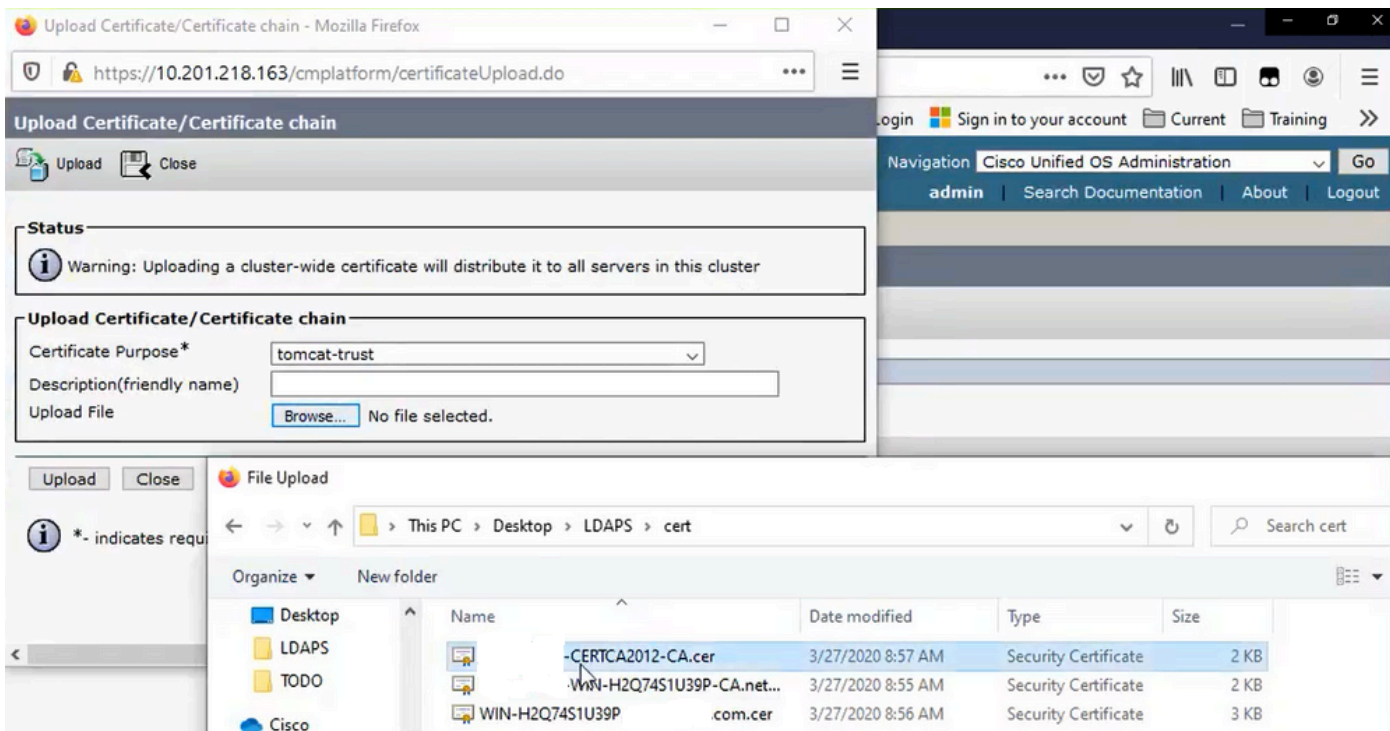 Upload Certificate/Certificate chain - Mozilla Firefox
https://10.201.218.163/cmplatform/certificateUpload.do
Upload Certificate/Certificate chain
Upload Close
Status
Warning: Uploading a cluster-wide certificate will distribute it to all servers in this cluster
Upload Certificate/Certificate chain
Certificate Purpose* tomcat-trust
Description(friendly name)
Upload File Browse... No file selected.
Upload Close
*- indicates requi
.ogin Sign in to your account Current Training
Navigation Cisco Unified OS Administration Go
admin | Search Documentation | About | Logout
File Upload
This PC > Desktop > LDAPS > cert Search cert
Organize New folder
Desktop
LDAPS
TODO
Cisco
Name Date modified Type Size
-CERTCA2012-CA.cer 3/27/2020 8:57 AM Security Certificate 2 KB
-WIN-H2Q74S1U39P-CA.net... 3/27/2020 8:55 AM Security Certificate 2 KB
WIN-H2Q74S1U39P .com.cer 3/27/2020 8:56 AM Security Certificate 3 KB